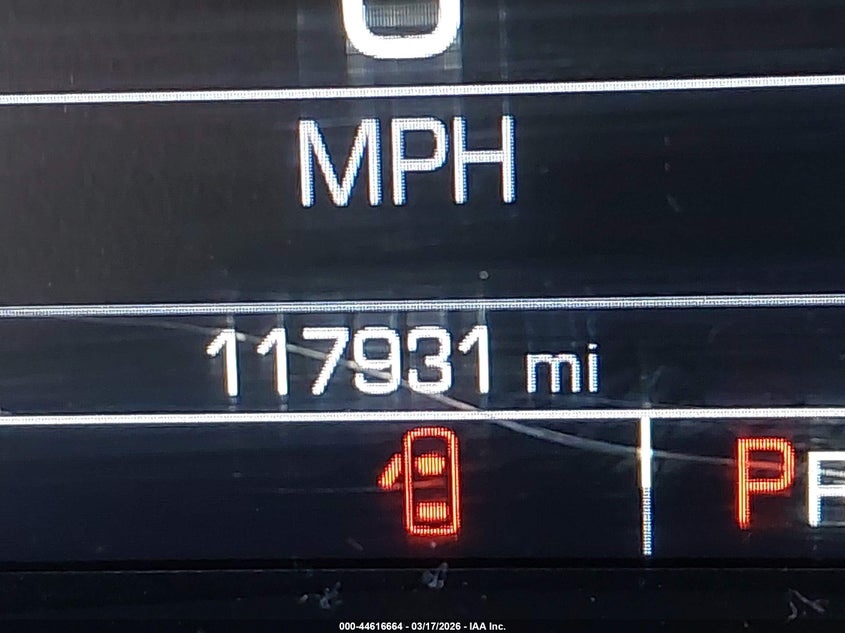 MPH
117931 mi
P
000-44616664 - 03/17/2026 - IAA Inc.